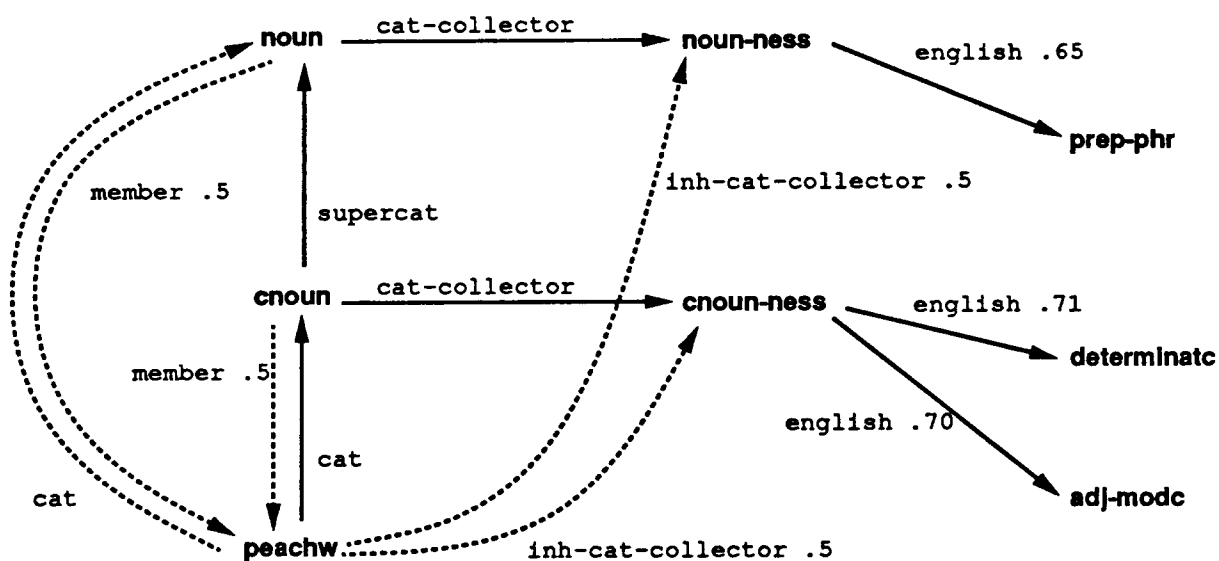 noun
cat-collector
noun-ness
english .65
prep-phr
member .5
inh-cat-collector .5
supercat
cnoun
cat-collector
cnoun-ness
english .71
determinatc
member .5
english .70
cat
cat
adj-modc
peachw
inh-cat-collector .5